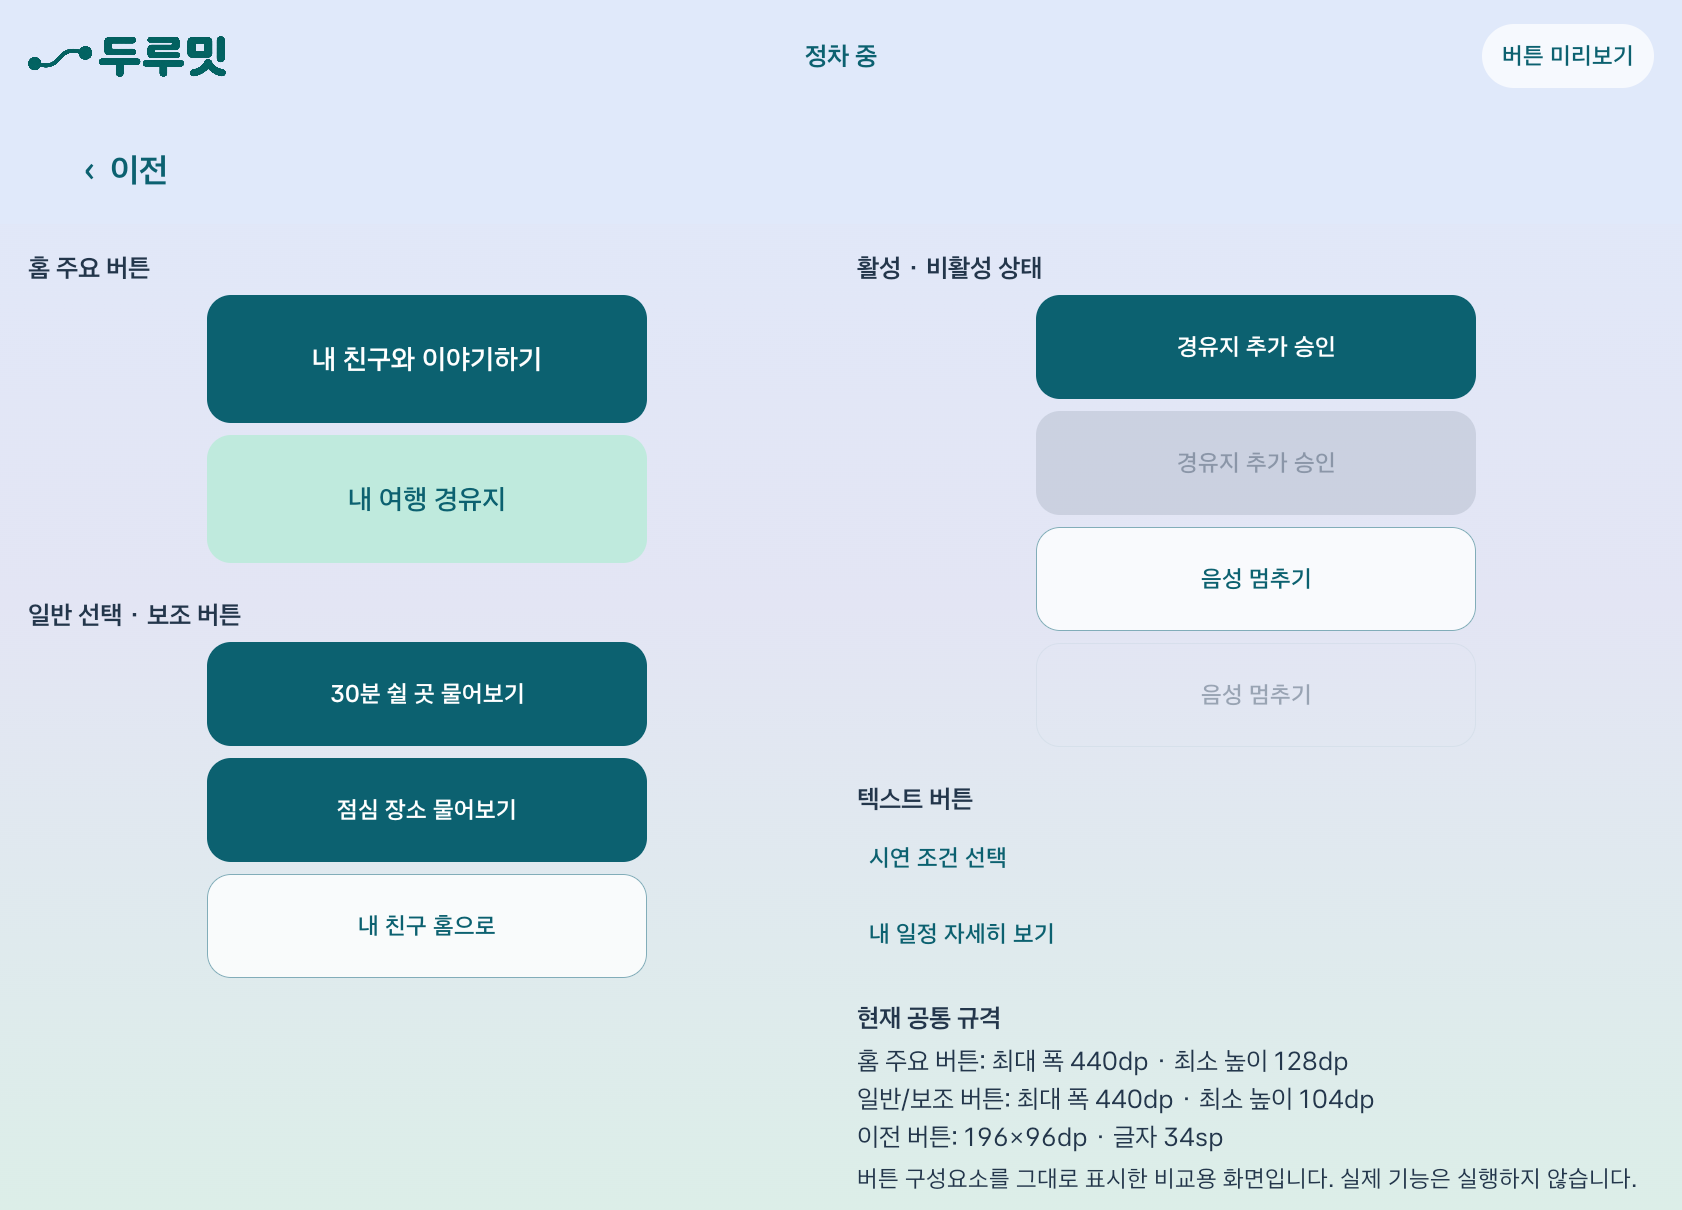 두루밋
정차 중
버튼 미리보기
‹ 이전
홈 주요 버튼
내 친구와 이야기하기
내 여행 경유지
일반 선택 · 보조 버튼
30분 쉴 곳 물어보기
점심 장소 물어보기
내 친구 홈으로
활성 · 비활성 상태
경유지 추가 승인
경유지 추가 승인
음성 멈추기
음성 멈추기
텍스트 버튼
시연 조건 선택
내 일정 자세히 보기
현재 공통 규격
홈 주요 버튼: 최대 폭 440dp · 최소 높이 128dp
일반/보조 버튼: 최대 폭 440dp · 최소 높이 104dp
이전 버튼: 196×96dp · 글자 34sp
버튼 구성요소를 그대로 표시한 비교용 화면입니다. 실제 기능은 실행하지 않습니다.